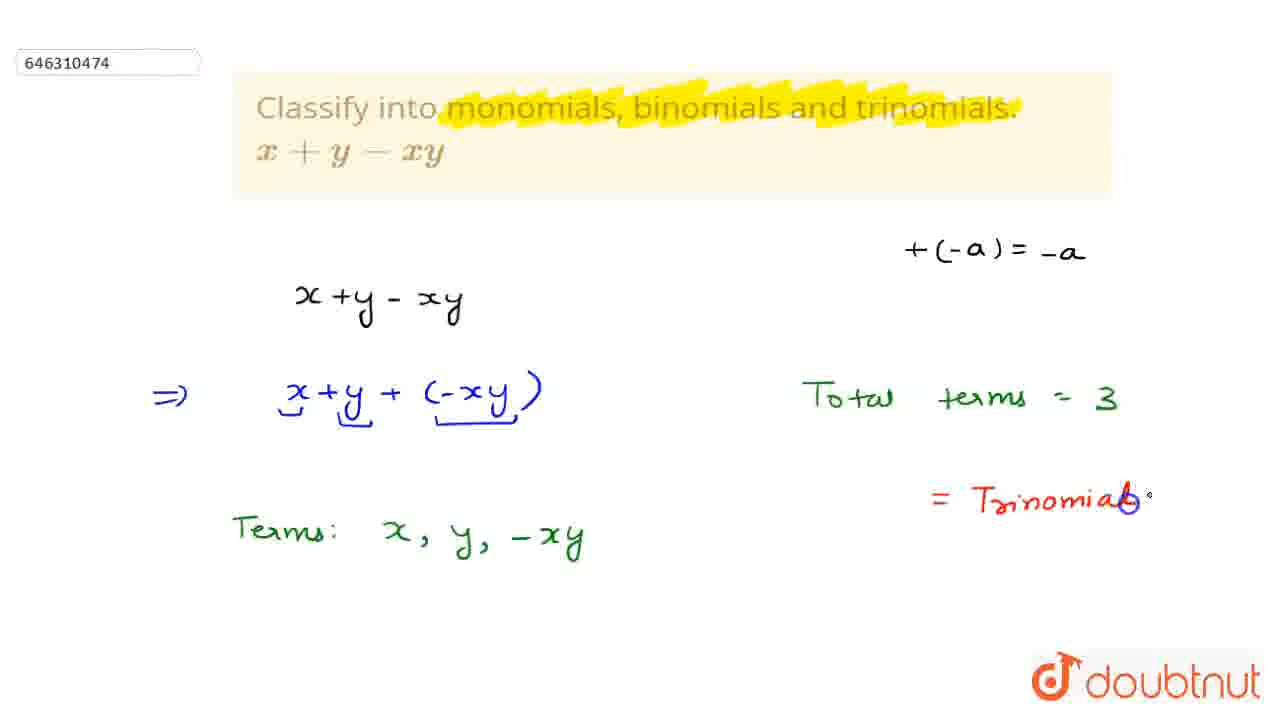 646310474
Classify into monomials, binomials and trinomials.
x + y − xy
+(-a) = -a
x + y - xy
⇒ x + y + (-xy)
Total terms = 3
= Trinomial
Terms: x, y, -xy
doubtnut